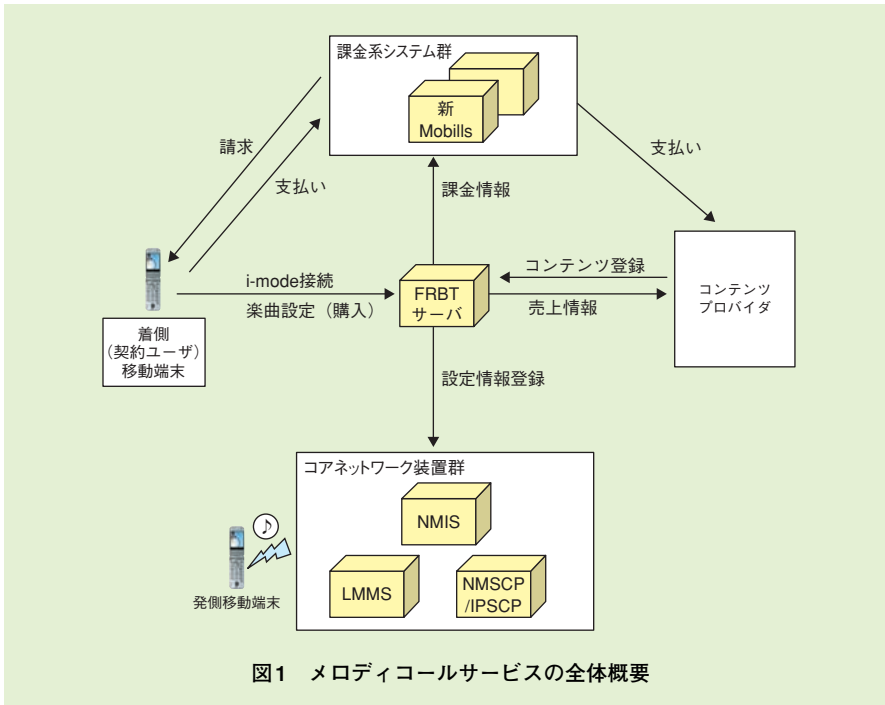 課金系システム群
新
Mobills
請求
支払い
支払い
課金情報
i-mode接続
楽曲設定（購入）
FRBT
サーバ
コンテンツ登録
売上情報
コンテンツ
プロバイダ
着側
（契約ユーザ）
移動端末
設定情報登録
コアネットワーク装置群
NMIS
LMMS
NMSCP
/IPSCP
発側移動端末
図1 メロディコールサービスの全体概要